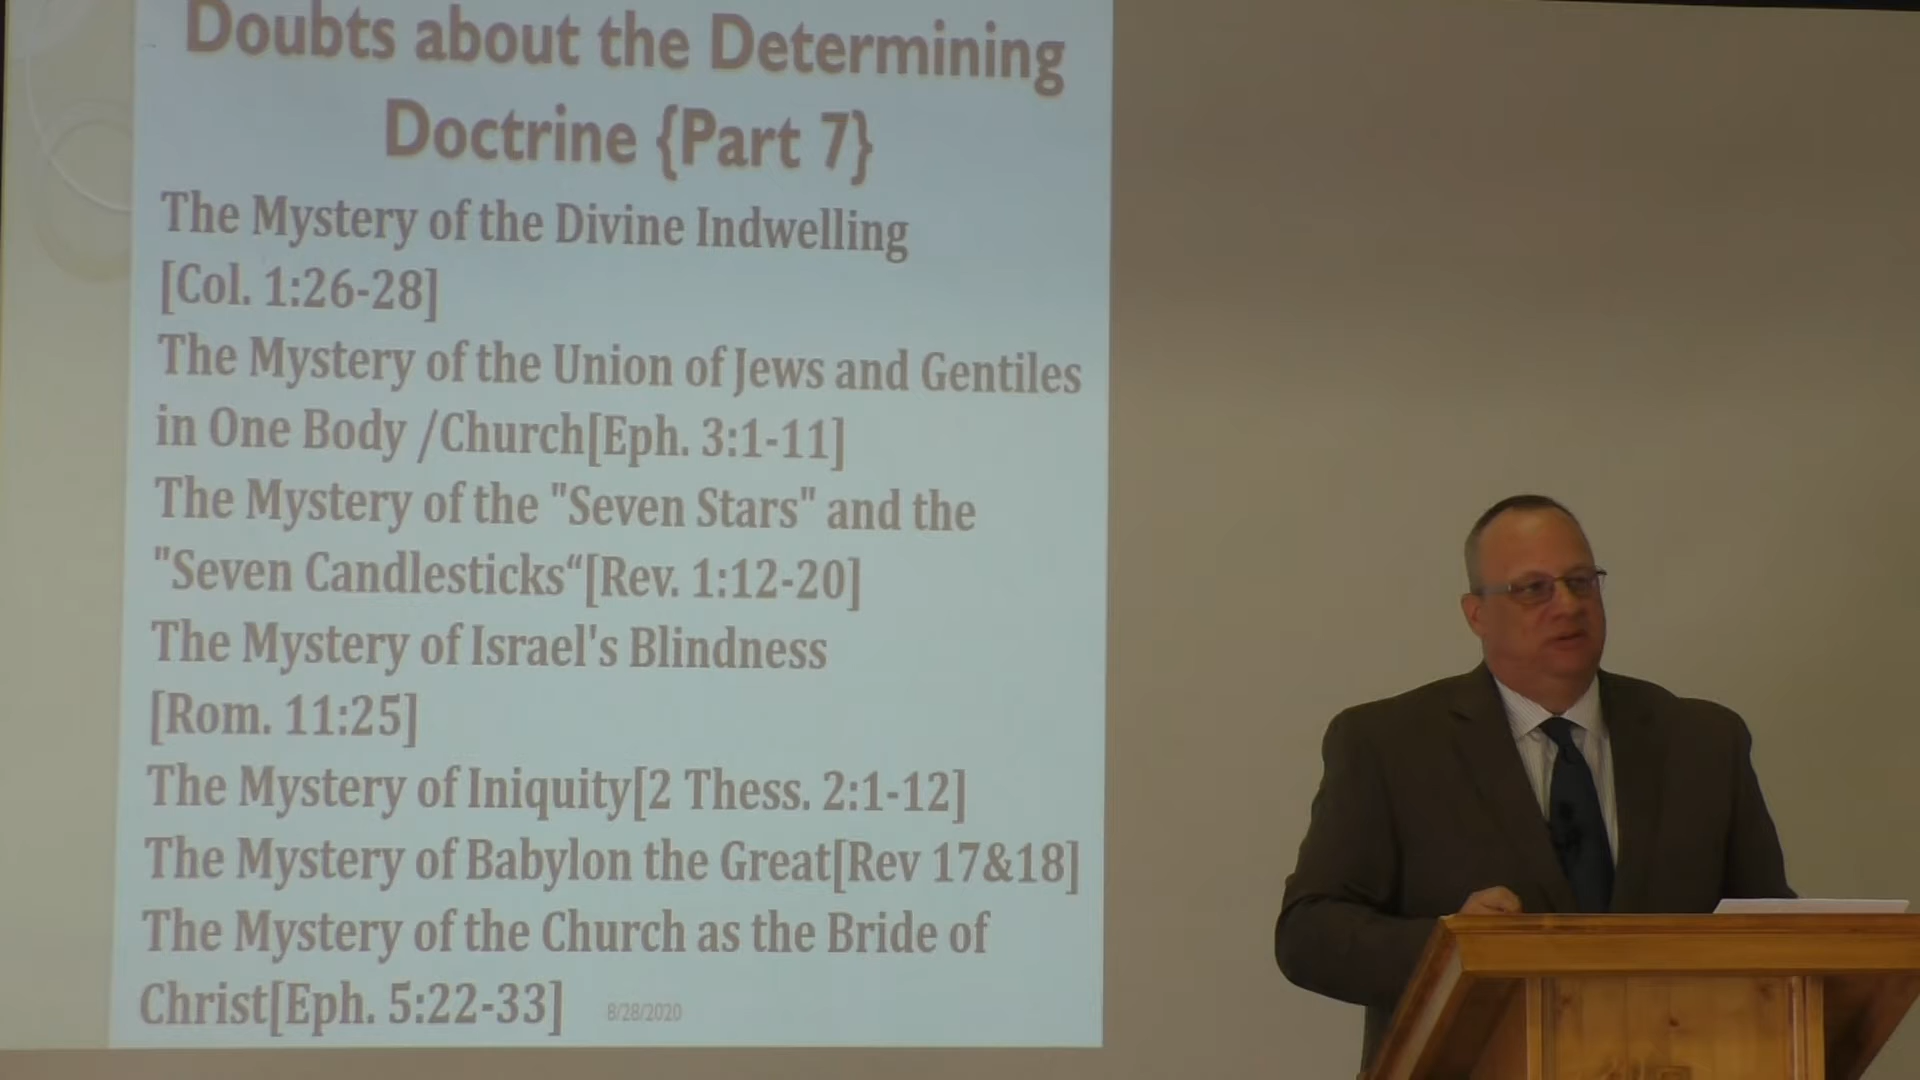 Doubts about the Determining
Doctrine {Part 7}
The Mystery of the Divine Indwelling
[Col. 1:26-28]
The Mystery of the Union of Jews and Gentiles
in One Body /Church[Eph. 3:1-11]
The Mystery of the "Seven Stars" and the
"Seven Candlesticks“[Rev. 1:12-20]
The Mystery of Israel's Blindness
[Rom. 11:25]
The Mystery of Iniquity[2 Thess. 2:1-12]
The Mystery of Babylon the Great[Rev 17&18]
The Mystery of the Church as the Bride of
Christ[Eph. 5:22-33]
8/28/2020